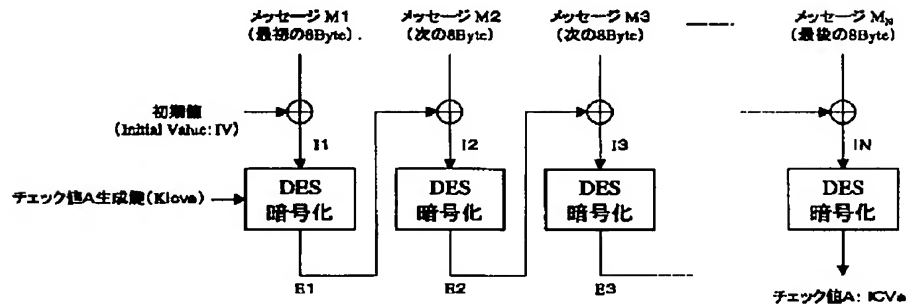 メッセージ M1
(最初の8Byte).
メッセージ M2
(次の8Byte)
メッセージ M3
(次の8Byte)
メッセージ MN
(最後の8Byte)
初期値
(Initial Value: IV)
I1
I2
I3
IN
チェック値A生成鍵(Kicva)
DES
暗号化
DES
暗号化
DES
暗号化
DES
暗号化
E1
E2
E3
チェック値A: ICVa